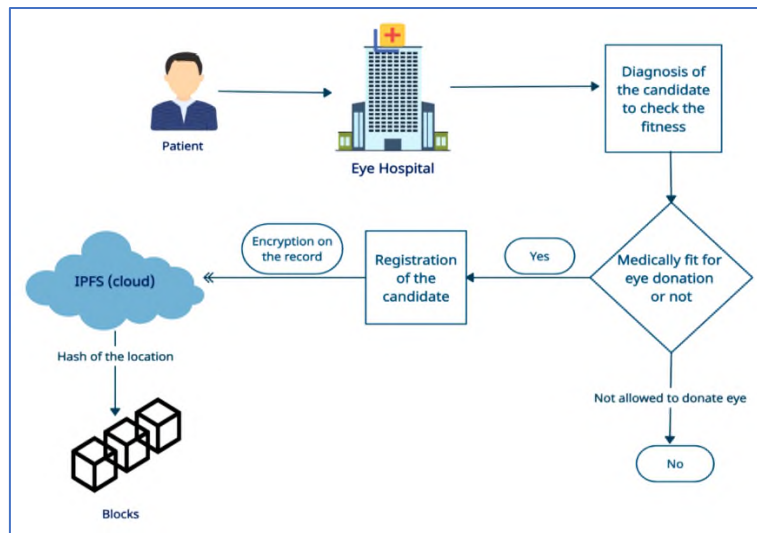 Patient
Eye Hospital
Diagnosis of
the candidate
to check the
fitness
Medically fit for
eye donation
or not
Yes
Registration
of the
candidate
Encryption on
the record
IPFS (cloud)
Hash of the location
Blocks
Not allowed to donate eye
No